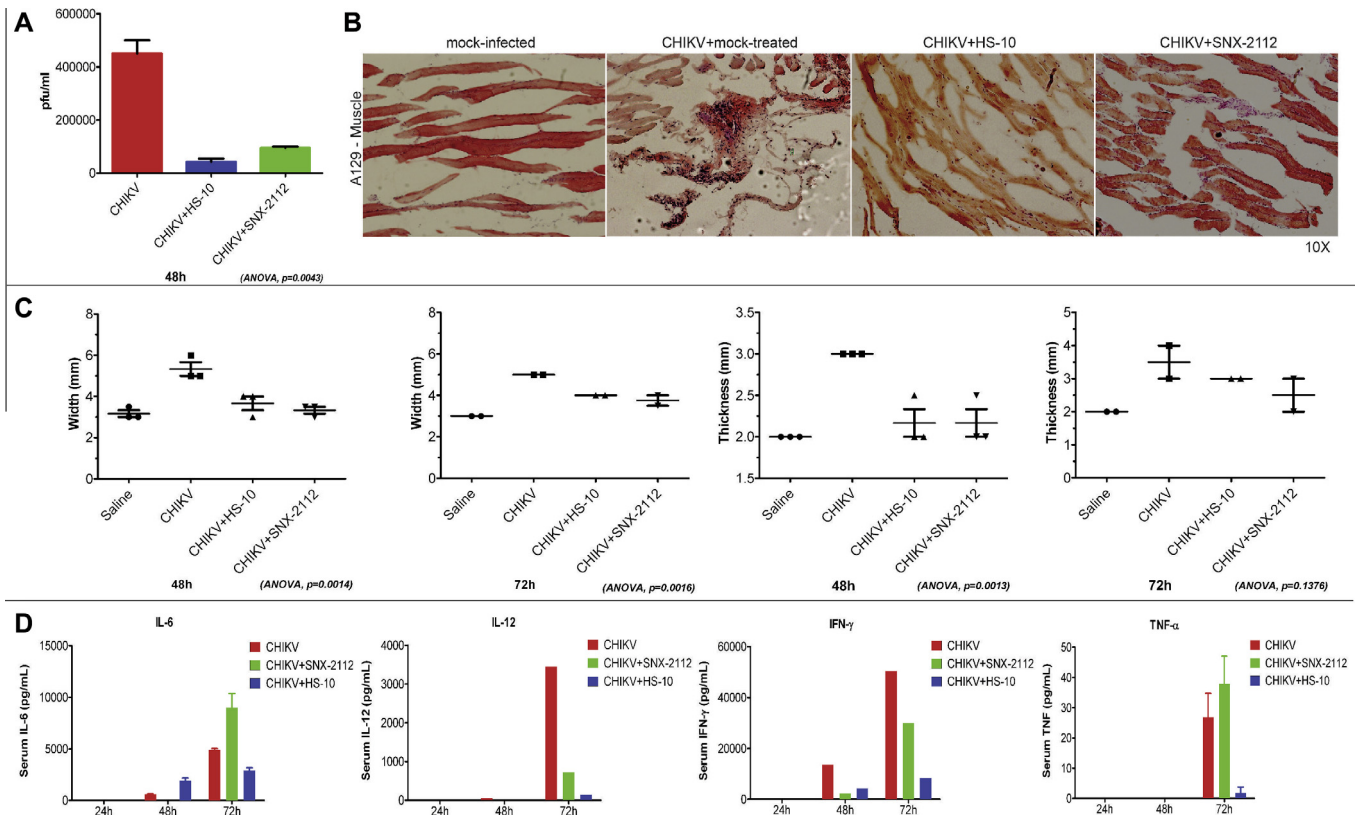 A
600000
400000
200000
0
pfu/ml
CHIKV
CHIKV+HS-10
CHIKV+SNX-2112
48h
(ANOVA, p=0.0043)
B
mock-infected
CHIKV+mock-treated
CHIKV+HS-10
CHIKV+SNX-2112
A129 - Muscle
10X
C
8
6
4
2
0
Width (mm)
Saline
CHIKV
CHIKV+HS-10
CHIKV+SNX-2112
48h
(ANOVA, p=0.0014)
8
6
4
2
0
Width (mm)
Saline
CHIKV
CHIKV+HS-10
CHIKV+SNX-2112
72h
(ANOVA, p=0.0016)
3.5
3.0
2.5
2.0
1.5
Thickness (mm)
Saline
CHIKV
CHIKV+HS-10
CHIKV+SNX-2112
48h
(ANOVA, p=0.0013)
5
4
3
2
1
0
Thickness (mm)
Saline
CHIKV
CHIKV+HS-10
CHIKV+SNX-2112
72h
(ANOVA, p=0.1376)
D
IL-6
15000
10000
5000
0
Serum IL-6 (pg/mL)
CHIKV
CHIKV+SNX-2112
CHIKV+HS-10
24h
48h
72h
IL-12
4000
3000
2000
1000
0
Serum IL-12 (pg/mL)
CHIKV
CHIKV+SNX-2112
CHIKV+HS-10
24h
48h
72h
IFN-γ
60000
40000
20000
0
Serum IFN-γ (pg/mL)
CHIKV
CHIKV+SNX-2112
CHIKV+HS-10
24h
48h
72h
TNF-α
50
40
30
20
10
0
Serum TNF (pg/mL)
CHIKV
CHIKV+SNX-2112
CHIKV+HS-10
24h
48h
72h